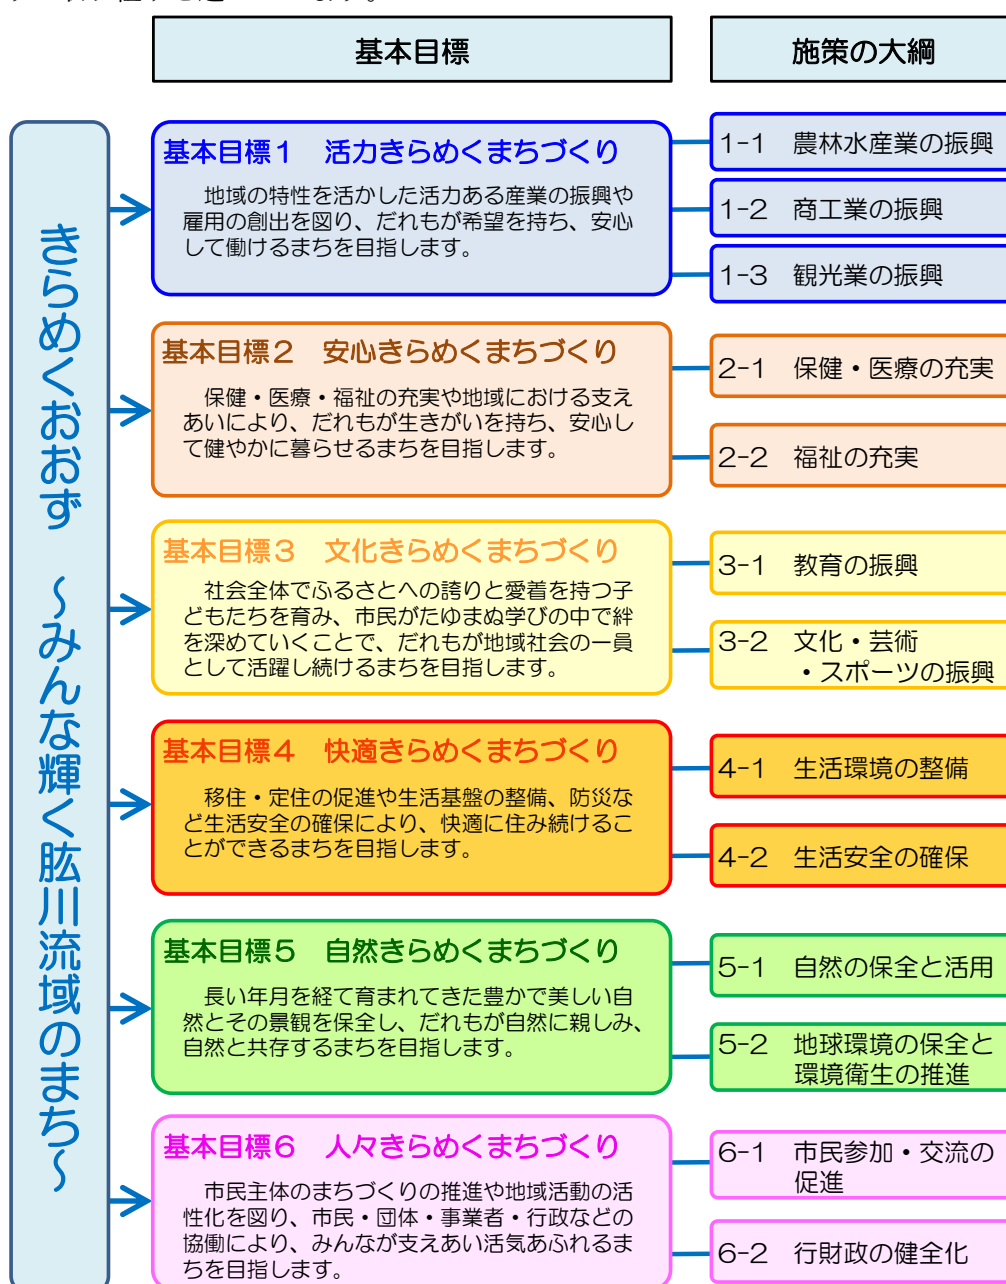 基本目標
施策の大綱
きらめくおおず ～みんな輝く肱川流域のまち～
基本目標１ 活力きらめくまちづくり
地域の特性を活かした活力ある産業の振興や
雇用の創出を図り、だれもが希望を持ち、安心
して働けるまちを目指します。
1-1 農林水産業の振興
1-2 商工業の振興
1-3 観光業の振興
基本目標２ 安心きらめくまちづくり
保健・医療・福祉の充実や地域における支え
あいにより、だれもが生きがいを持ち、安心し
て健やかに暮らせるまちを目指します。
2-1 保健・医療の充実
2-2 福祉の充実
基本目標３ 文化きらめくまちづくり
社会全体でふるさとへの誇りと愛着を持つ子
どもたちを育み、市民がたゆまぬ学びの中で絆
を深めていくことで、だれもが地域社会の一員
として活躍し続けるまちを目指します。
3-1 教育の振興
3-2 文化・芸術
・スポーツの振興
基本目標４ 快適きらめくまちづくり
移住・定住の促進や生活基盤の整備、防災な
ど生活安全の確保により、快適に住み続けるこ
とができるまちを目指します。
4-1 生活環境の整備
4-2 生活安全の確保
基本目標５ 自然きらめくまちづくり
長い年月を経て育まれてきた豊かで美しい自
然とその景観を保全し、だれもが自然に親しみ、
自然と共存するまちを目指します。
5-1 自然の保全と活用
5-2 地球環境の保全と
環境衛生の推進
基本目標６ 人々きらめくまちづくり
市民主体のまちづくりの推進や地域活動の活
性化を図り、市民・団体・事業者・行政などの
協働により、みんなが支えあい活気あふれるま
ちを目指します。
6-1 市民参加・交流の
促進
6-2 行財政の健全化